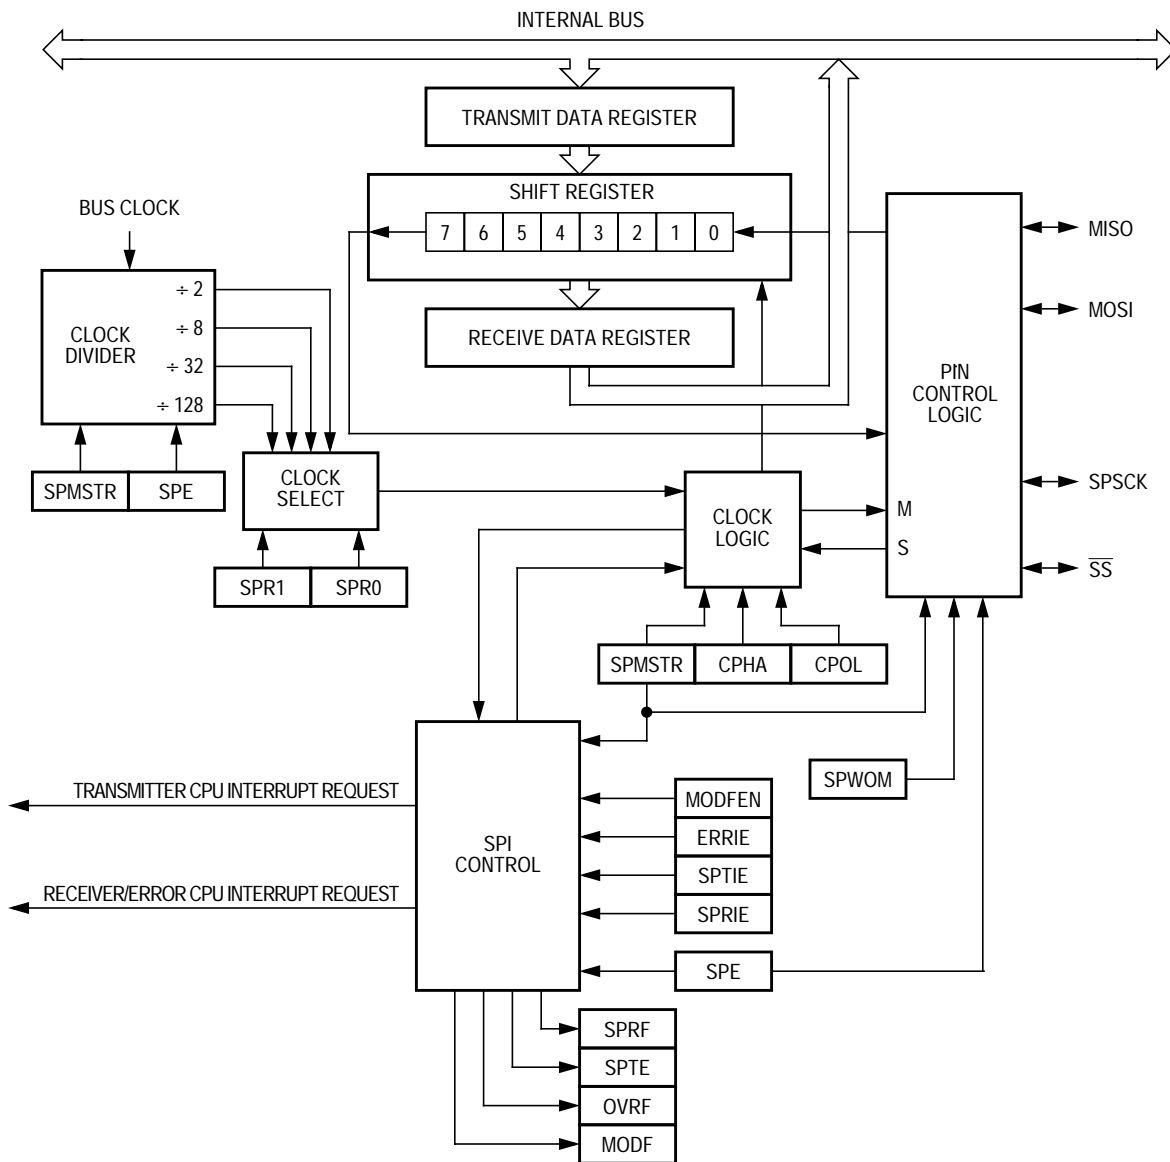 INTERNAL BUS
TRANSMIT DATA REGISTER
SHIFT REGISTER
7 6 5 4 3 2 1 0
BUS CLOCK
MISO
÷ 2
÷ 8
÷ 32
÷ 128
CLOCK
DIVIDER
MOSI
RECEIVE DATA REGISTER
PIN
CONTROL
LOGIC
SPMSTR SPE
CLOCK
SELECT
SPSCK
CLOCK
LOGIC
M
S
SS
SPR1 SPR0
SPMSTR CPHA CPOL
SPWOM
TRANSMITTER CPU INTERRUPT REQUEST
MODFEN
ERRIE
SPI
CONTROL
SPTIE
RECEIVER/ERROR CPU INTERRUPT REQUEST
SPRIE
SPE
SPRF
SPTE
OVRF
MODF